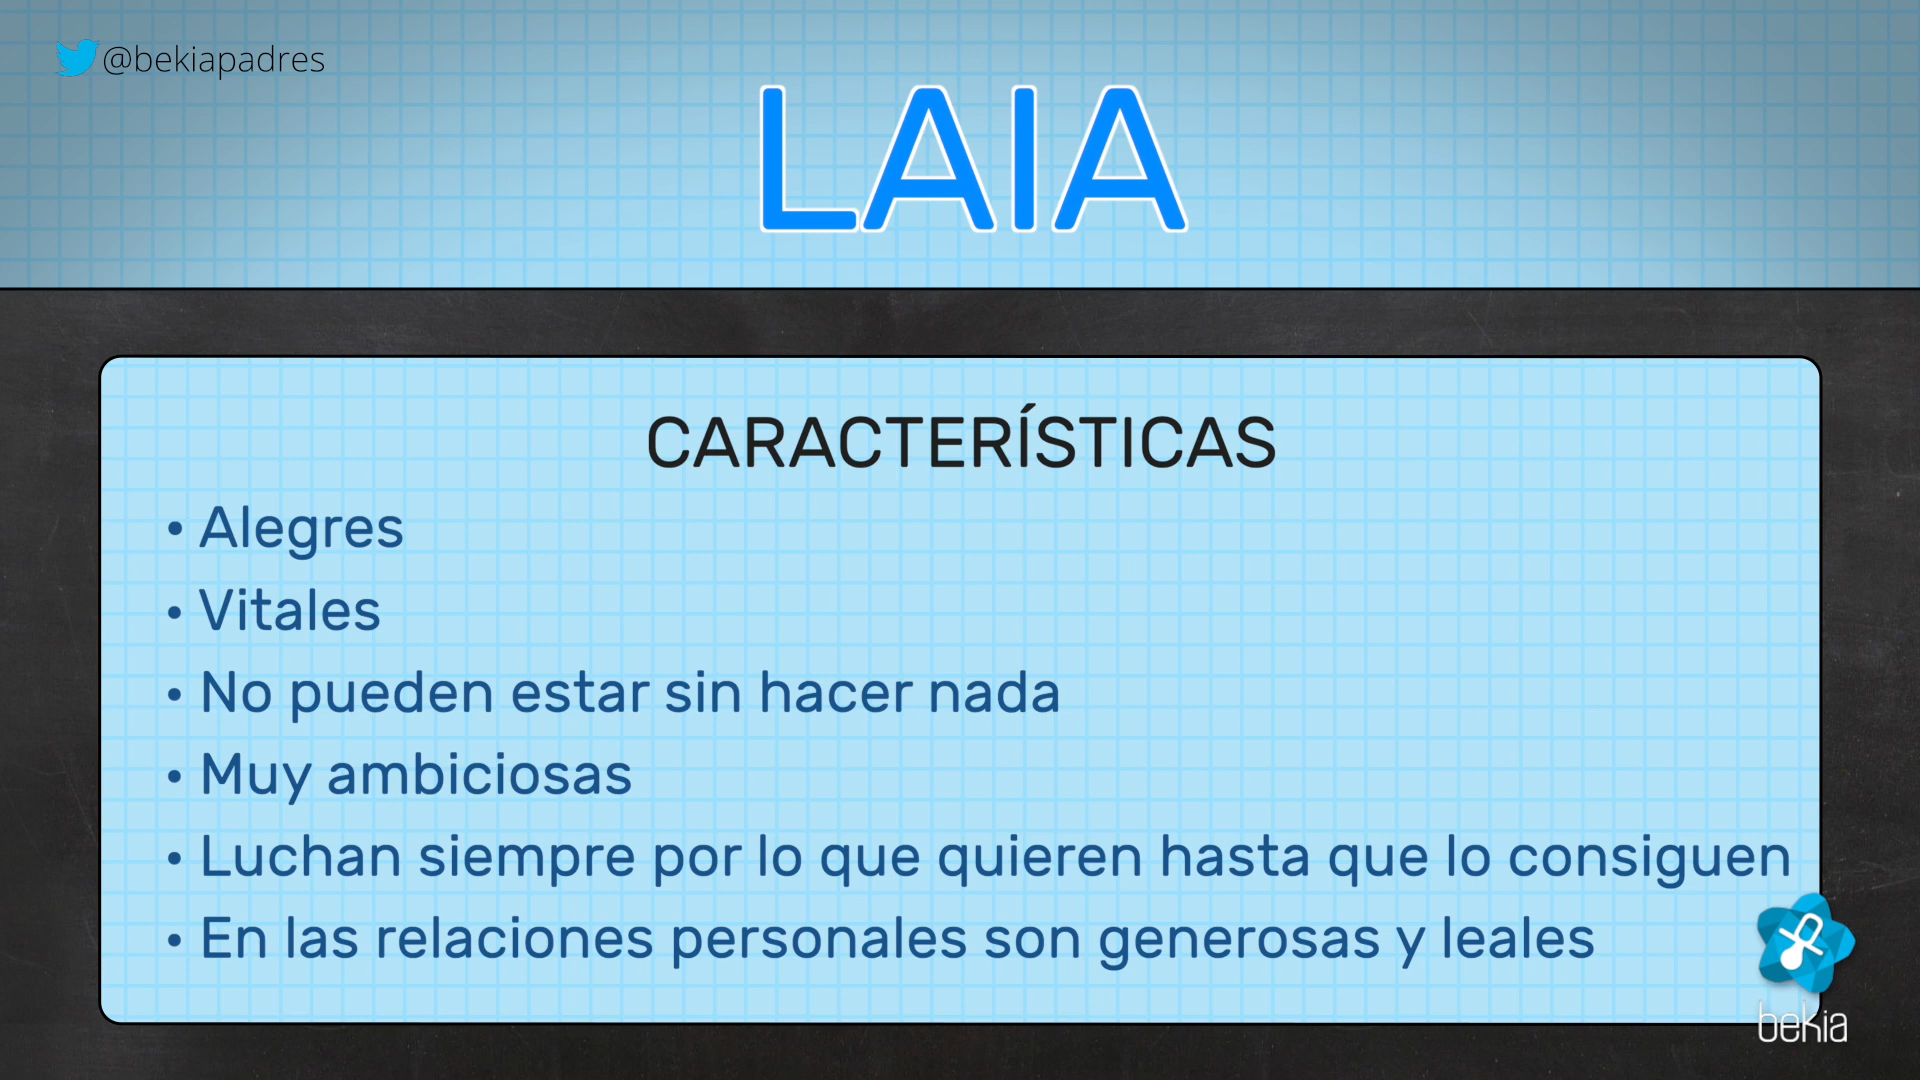 @bekiapadres
LAIA
CARACTERÍSTICAS
• Alegres
• Vitales
• No pueden estar sin hacer nada
• Muy ambiciosas
• Luchan siempre por lo que quieren hasta que lo consiguen
• En las relaciones personales son generosas y leales
bekia